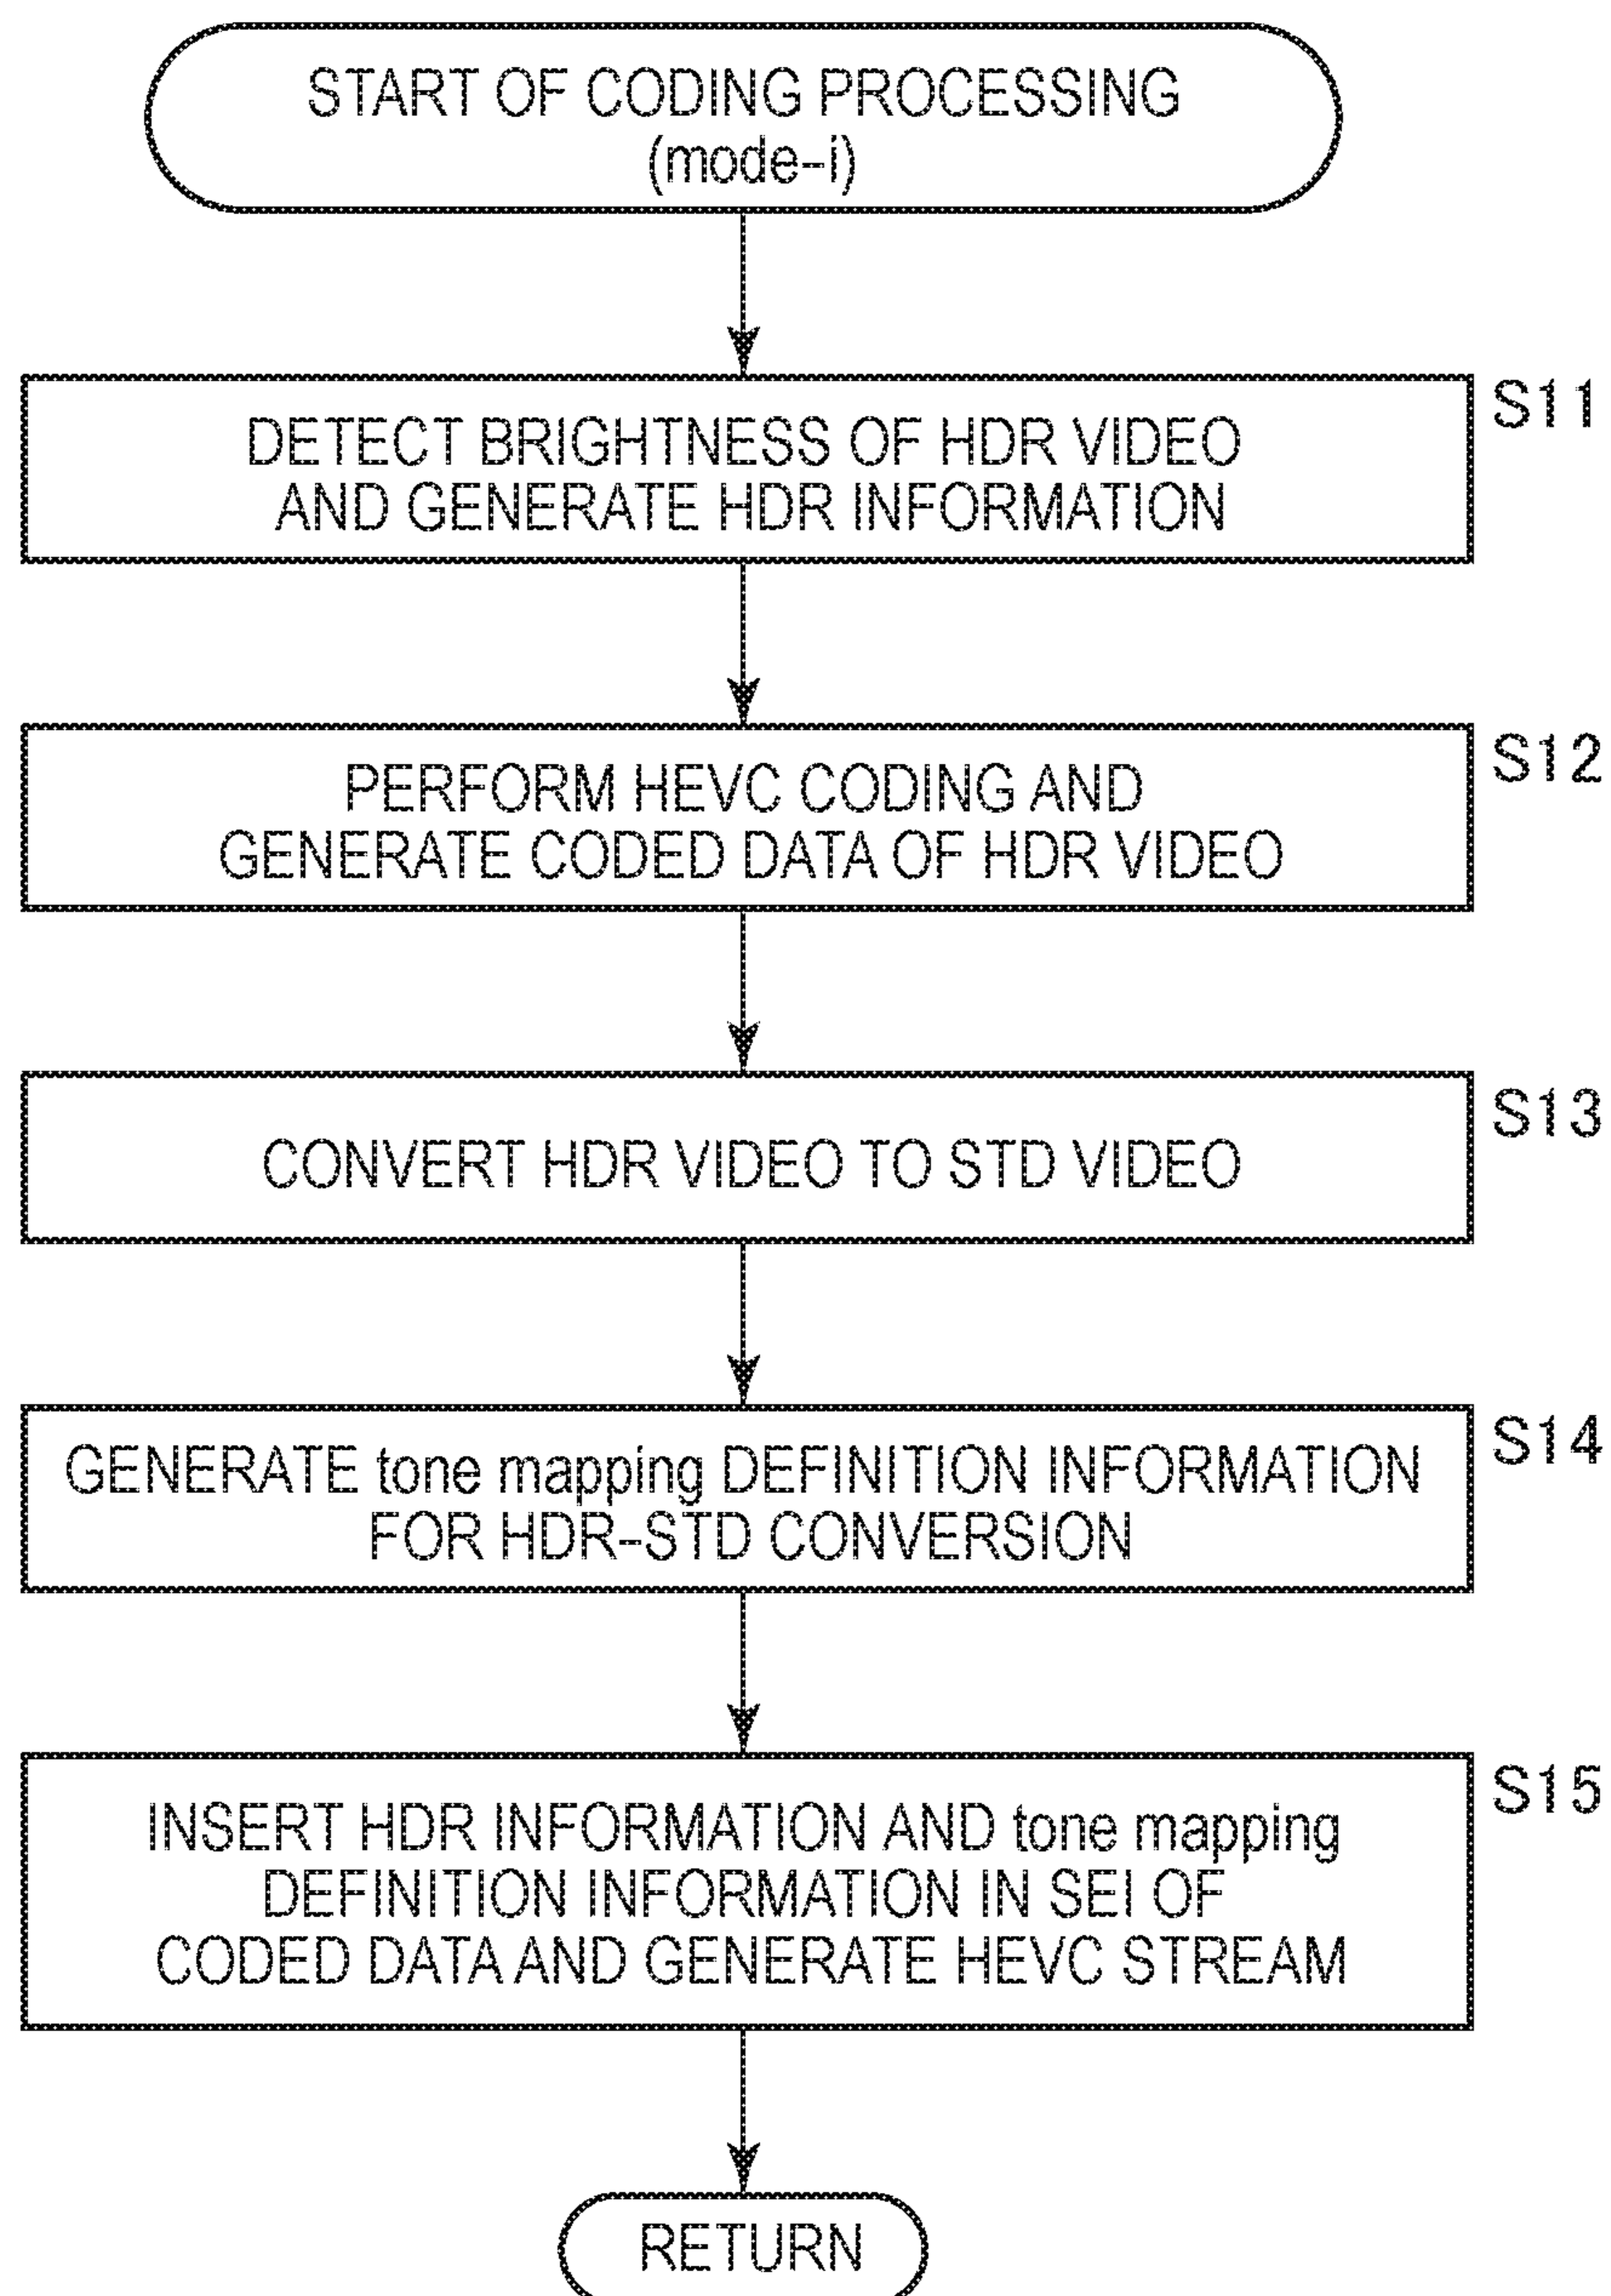 START OF CODING PROCESSING
(mode-i)
S11
DETECT BRIGHTNESS OF HDR VIDEO
AND GENERATE HDR INFORMATION
S12
PERFORM HEVC CODING AND
GENERATE CODED DATA OF HDR VIDEO
S13
CONVERT HDR VIDEO TO STD VIDEO
S14
GENERATE tone mapping DEFINITION INFORMATION
FOR HDR-STD CONVERSION
S15
INSERT HDR INFORMATION AND tone mapping
DEFINITION INFORMATION IN SEI OF
CODED DATA AND GENERATE HEVC STREAM
RETURN